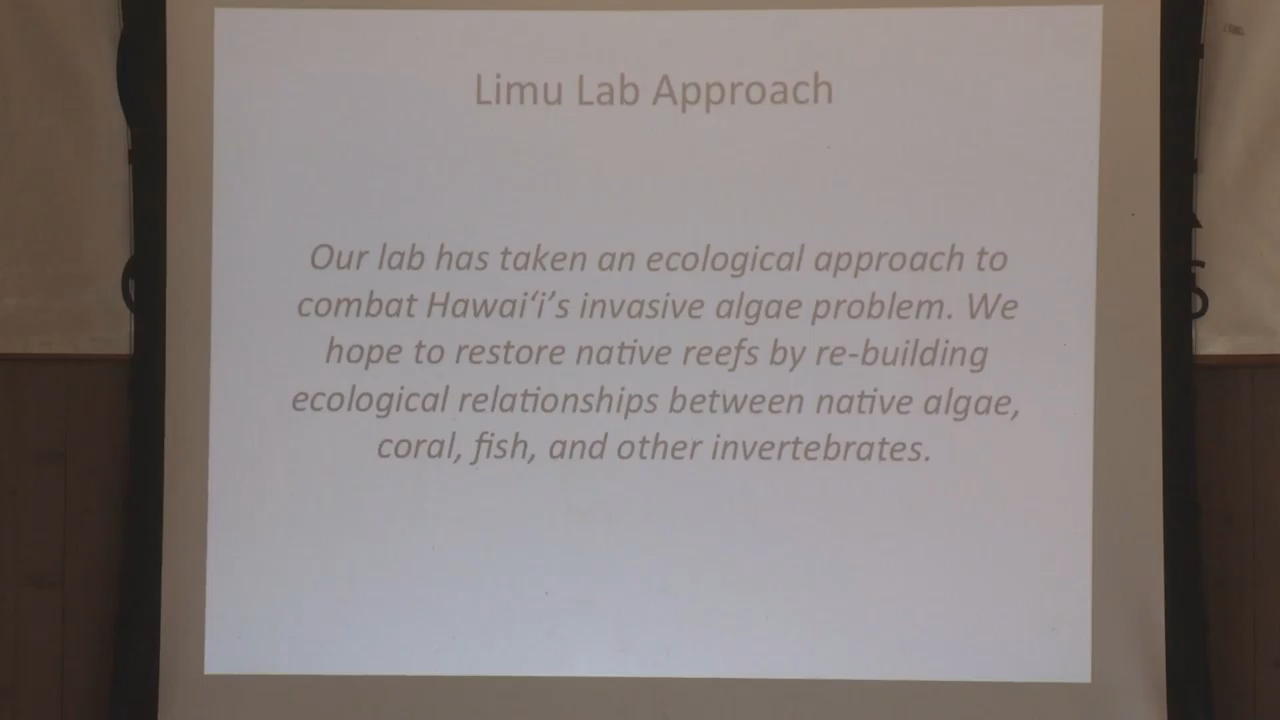 Limu Lab Approach
Our lab has taken an ecological approach to
combat Hawai‘i’s invasive algae problem. We
hope to restore native reefs by re-building
ecological relationships between native algae,
coral, fish, and other invertebrates.